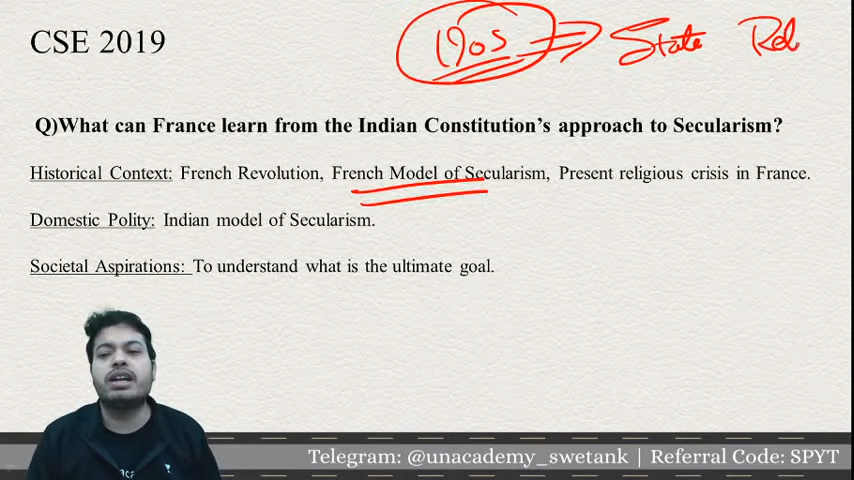 CSE 2019
1905 => State Rel
Q)What can France learn from the Indian Constitution's approach to Secularism?
Historical Context: French Revolution, French Model of Secularism, Present religious crisis in France.
Domestic Polity: Indian model of Secularism.
Societal Aspirations: To understand what is the ultimate goal.
Telegram: @unacademy_swetank | Referral Code: SPYT